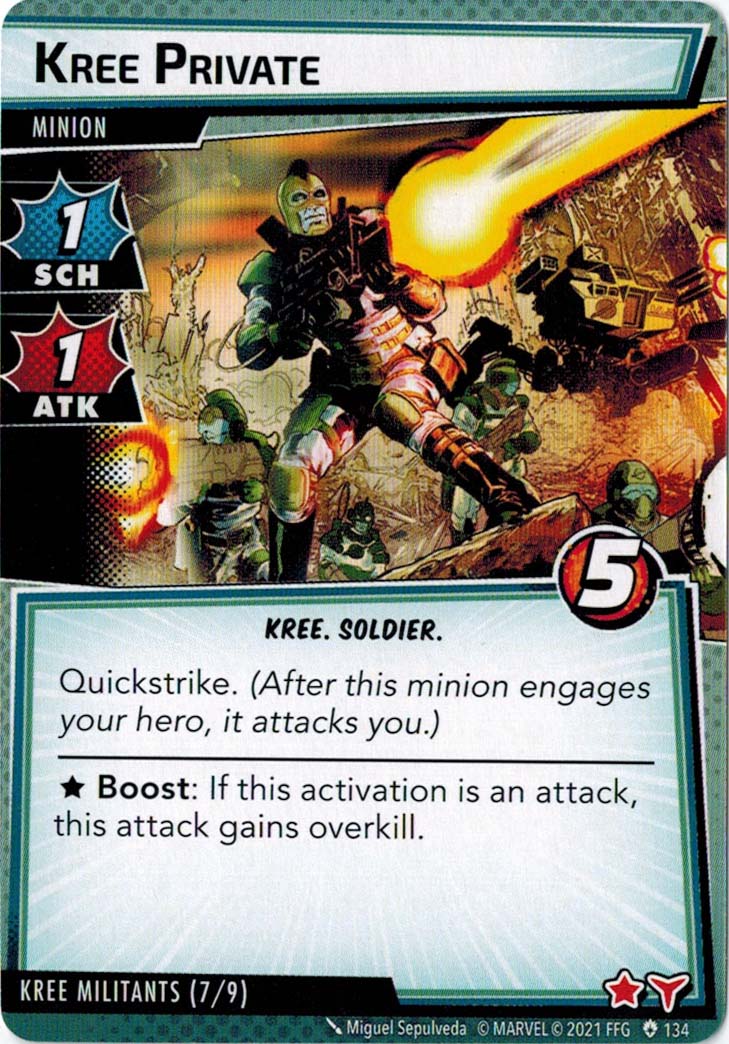 KREE PRIVATE
MINION
1
SCH
1
ATK
5
KREE. SOLDIER.
Quickstrike. (After this minion engages
your hero, it attacks you.)
★ Boost: If this activation is an attack,
this attack gains overkill.
KREE MILITANTS (7/9)
Miguel Sepulveda © MARVEL © 2021 FFG 134